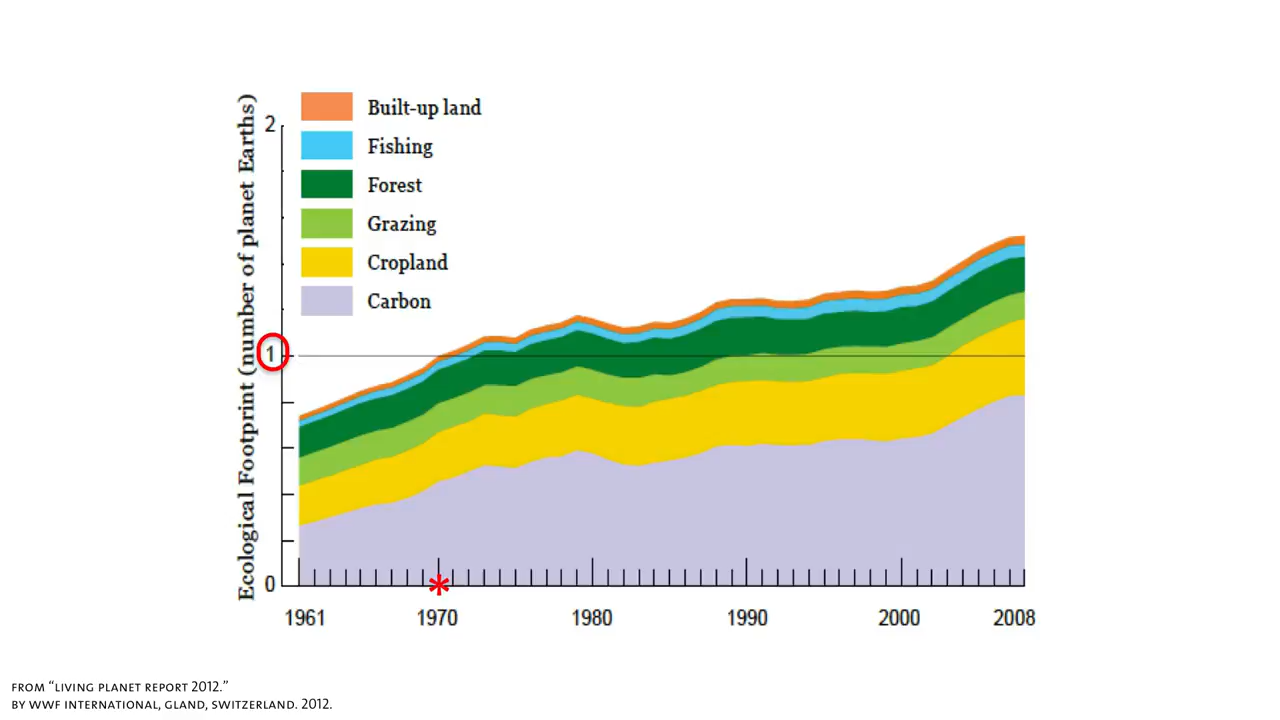 Ecological Footprint (number of planet Earths)
2
1
0
Built-up land
Fishing
Forest
Grazing
Cropland
Carbon
*
1961 1970 1980 1990 2000 2008
FROM “LIVING PLANET REPORT 2012.”
BY WWF INTERNATIONAL, GLAND, SWITZERLAND. 2012.